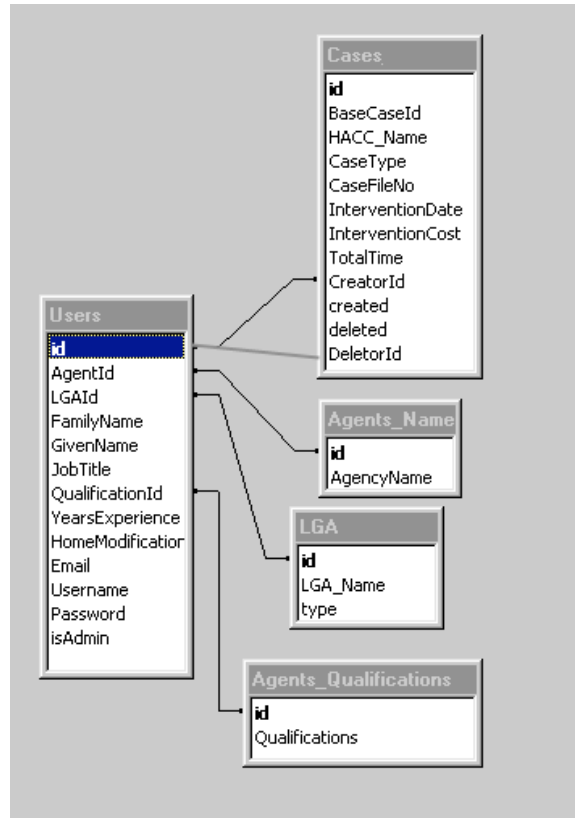 Cases
id
BaseCaseId
HACC_Name
CaseType
CaseFileNo
InterventionDate
InterventionCost
TotalTime
CreatorId
created
deleted
DeletorId
Users
id
AgentId
LGAId
FamilyName
GivenName
JobTitle
QualificationId
YearsExperience
HomeModification
Email
Username
Password
isAdmin
Agents_Name
id
AgencyName
LGA
id
LGA_Name
type
Agents_Qualifications
id
Qualifications